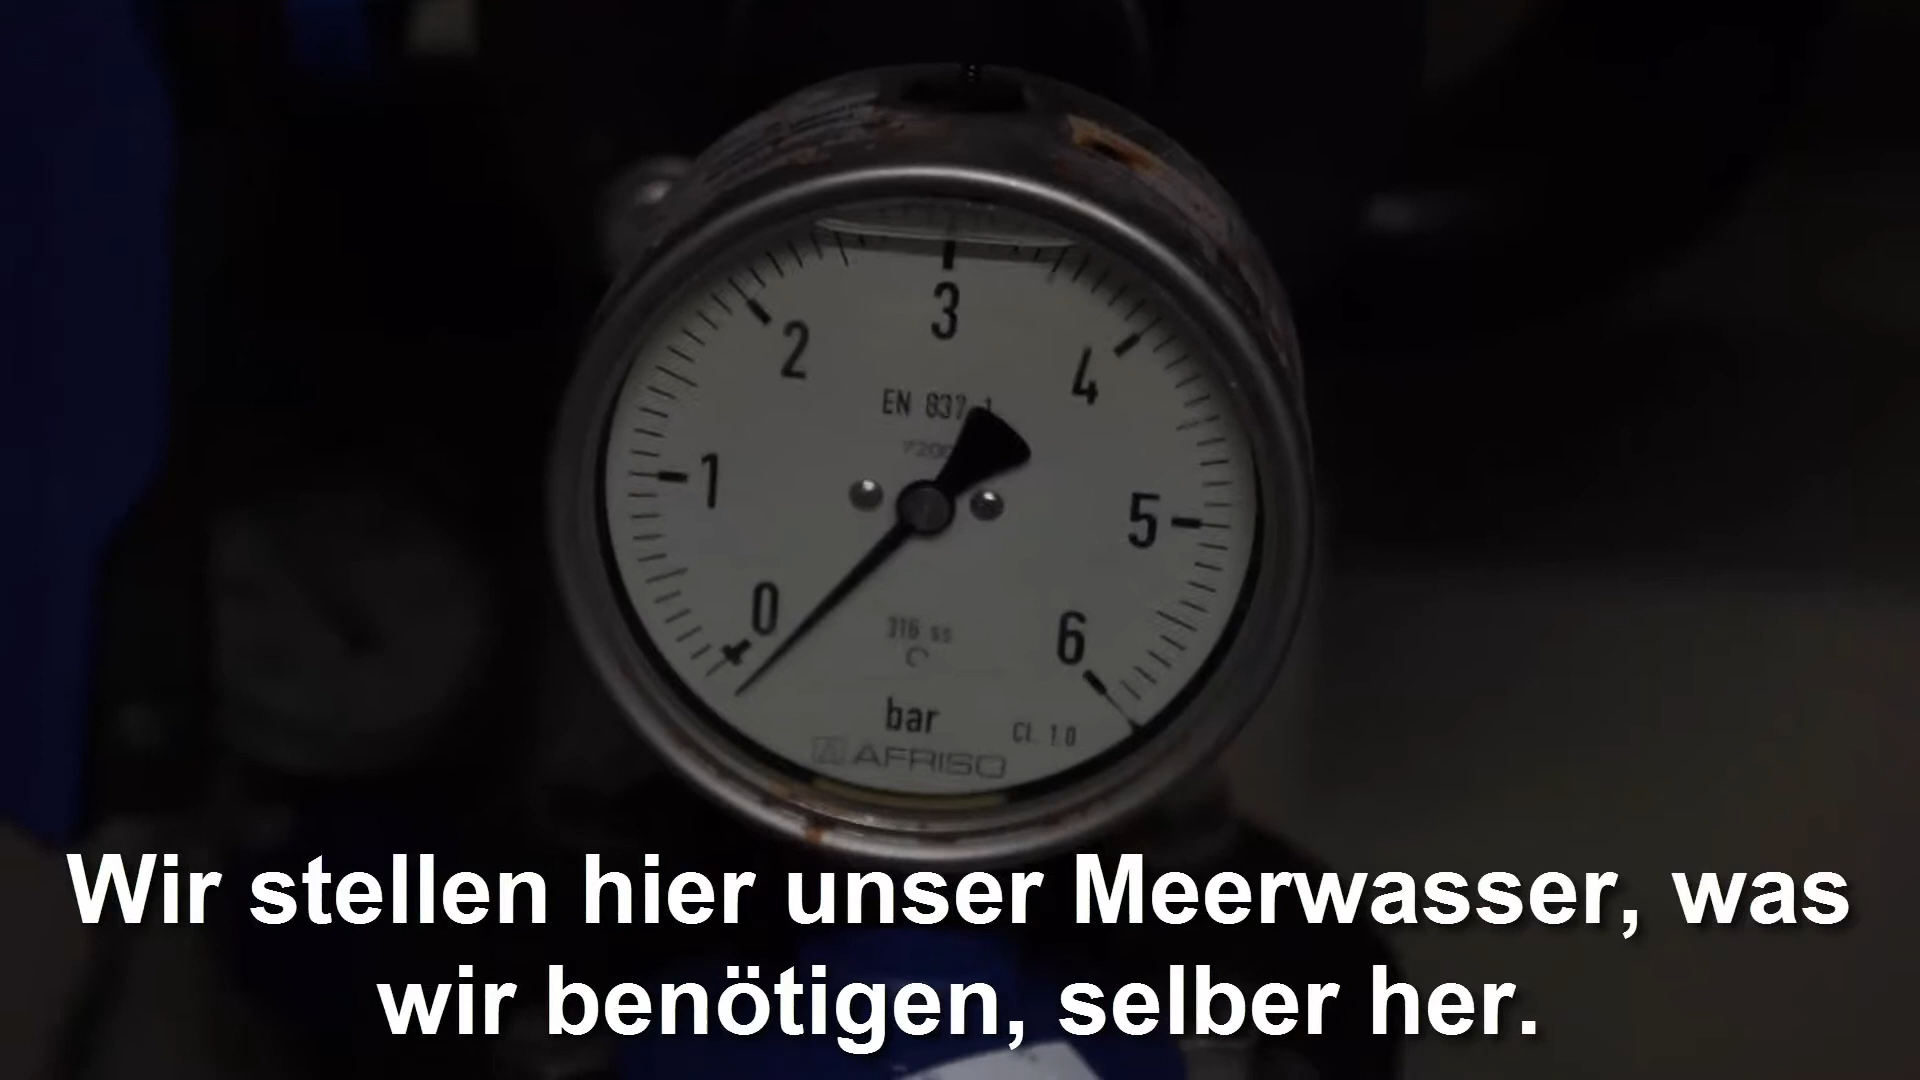 3
2
4
EN 837-1
1
5
0
316 ss
6
bar
Cl. 1.0
AFRISO
Wir stellen hier unser Meerwasser, was
wir benötigen, selber her.